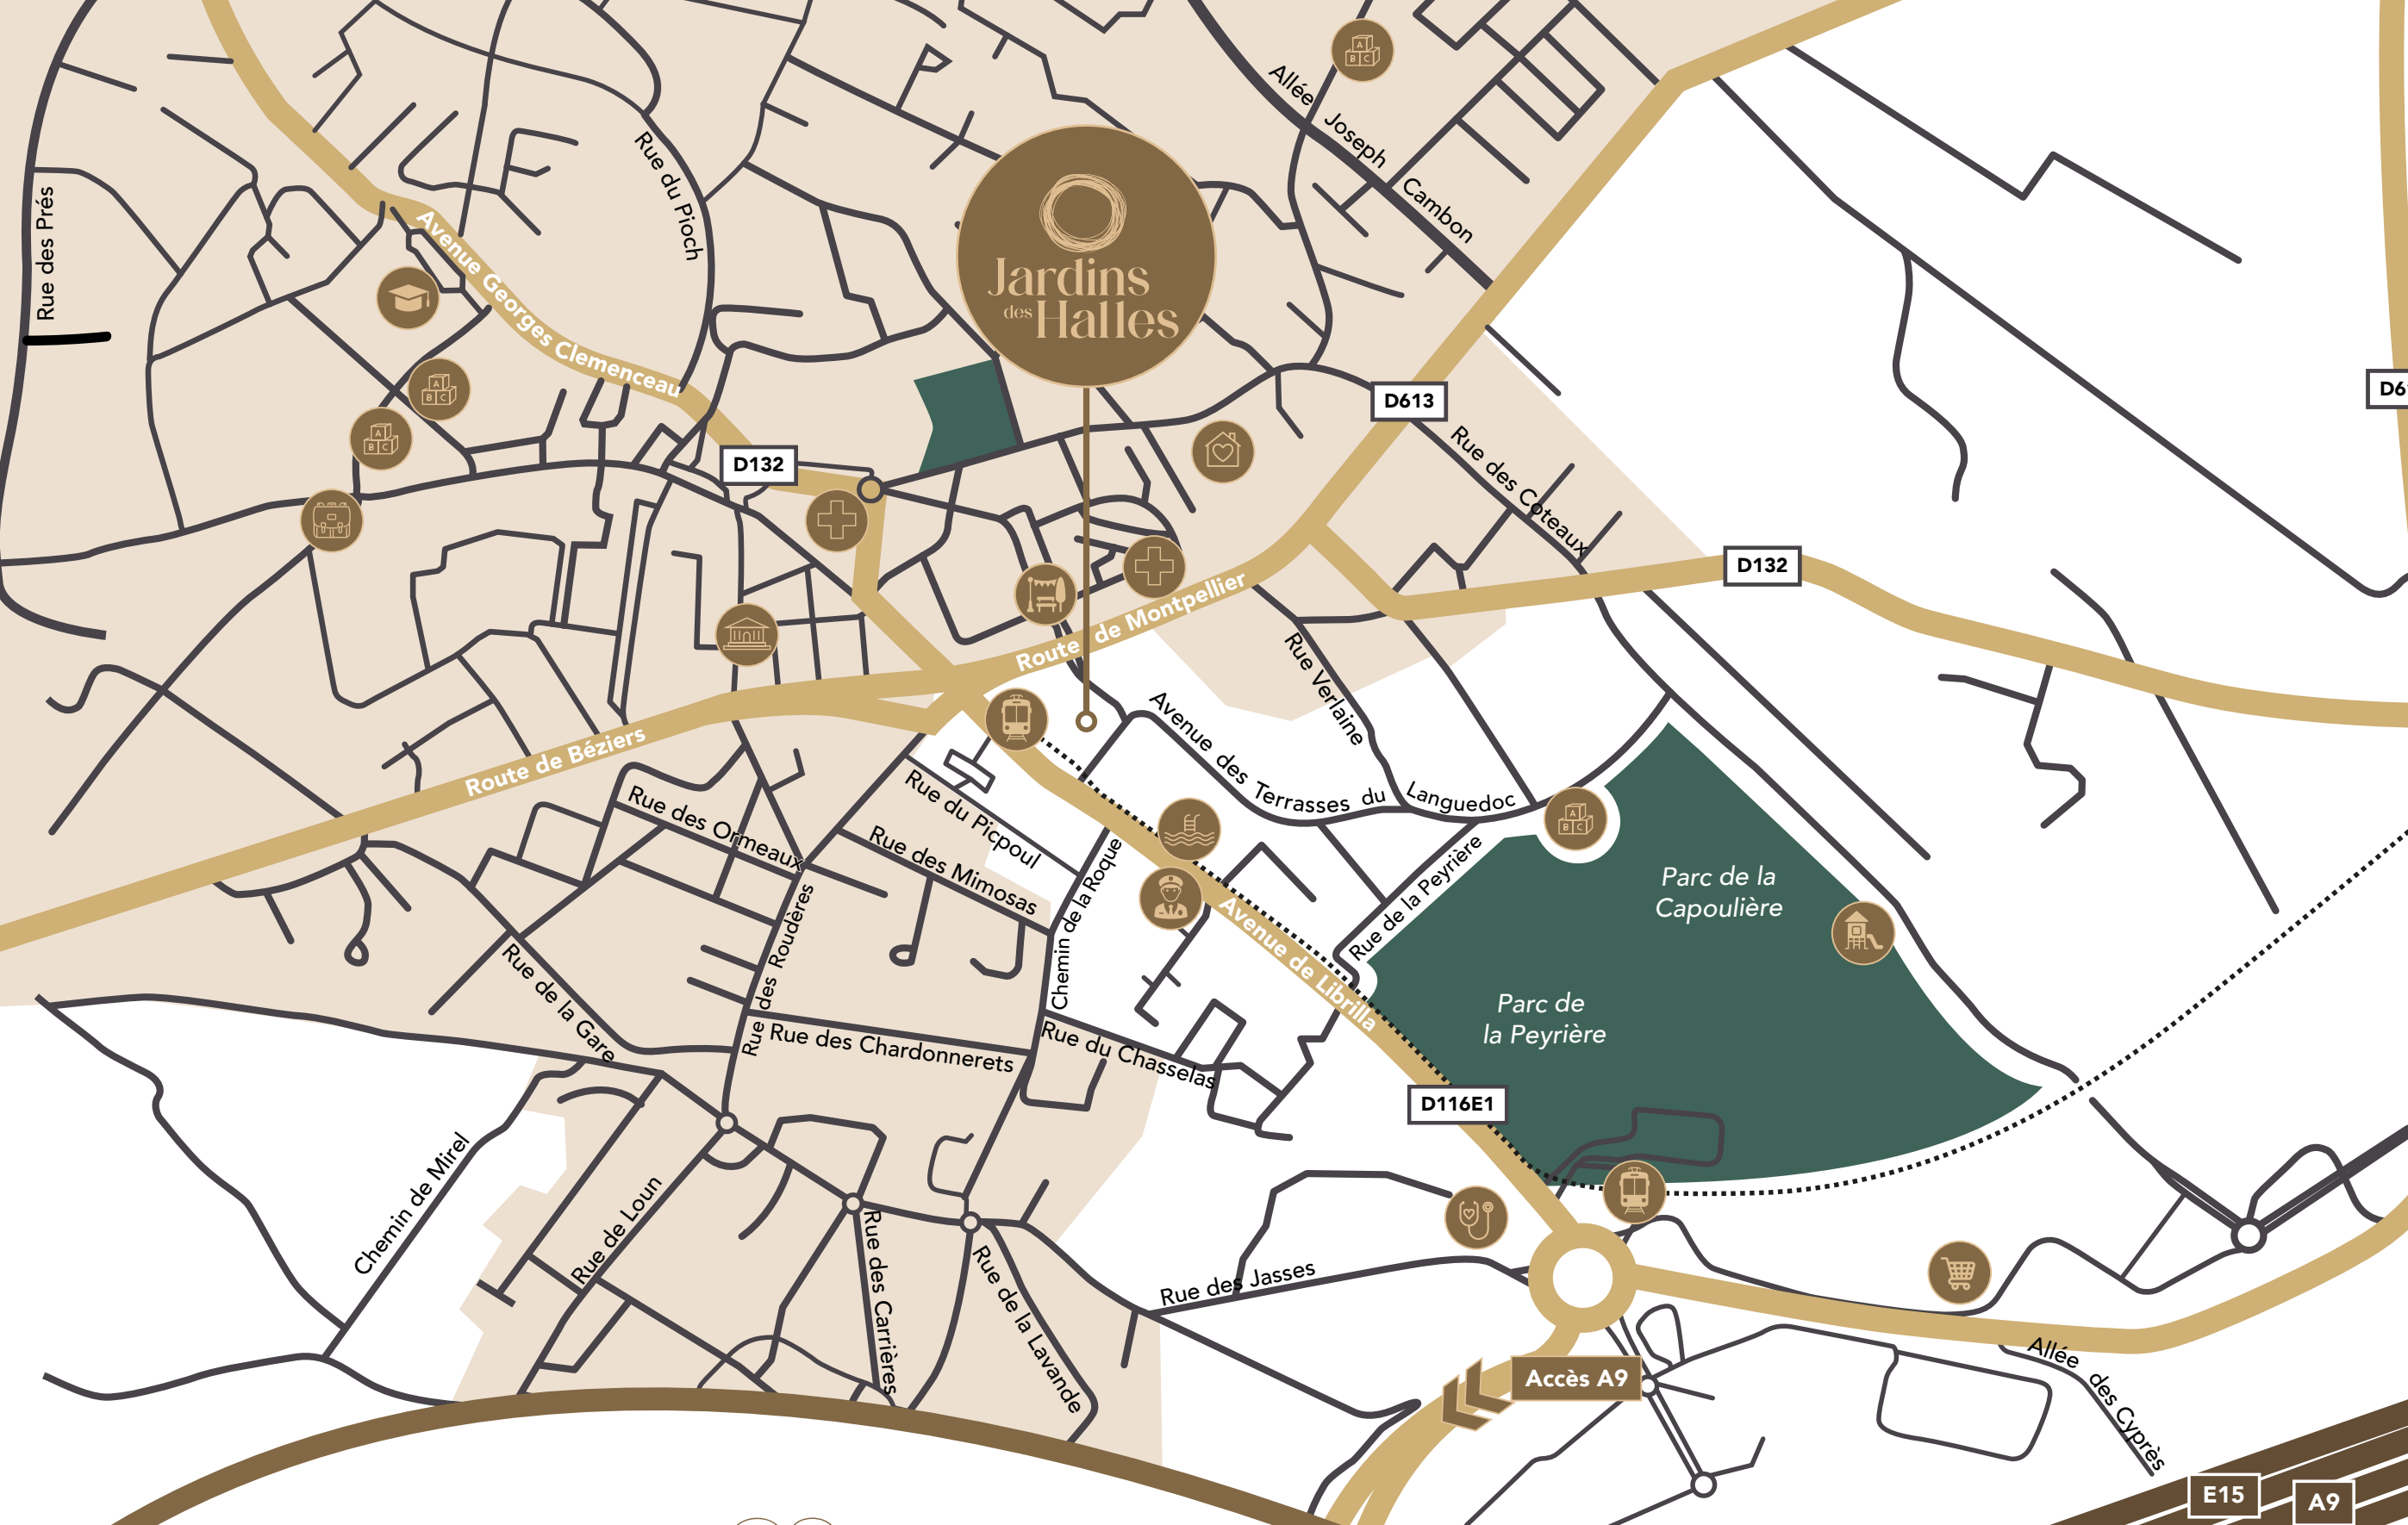 Allée Joseph Cambon
Rue du Pioch
Rue des Prés
Avenue Georges Clemenceau
Jardins
des Halles
D613
D6
Rue des Coteaux
D132
D132
Route de Montpellier
Rue Verlaine
Avenue des Terrasses du Languedoc
Route de Béziers
Rue du Picpoul
Rue des Ormeaux
Rue des Mimosas
Chemin de la Roque
Rue de la Peyrière
Parc de la
Capoulière
Avenue de Librilla
Rue des Roudères
Rue de la Gare
Parc de
la Peyrière
Rue des Chardonnerets
Rue du Chasselas
D116E1
Chemin de Mirel
Rue de Loun
Rue des Carrières
Rue de la Lavande
Rue des Jasses
Accès A9
Allée des Cyprès
E15
A9
A
B C
A
B C
A
B C
A
B C